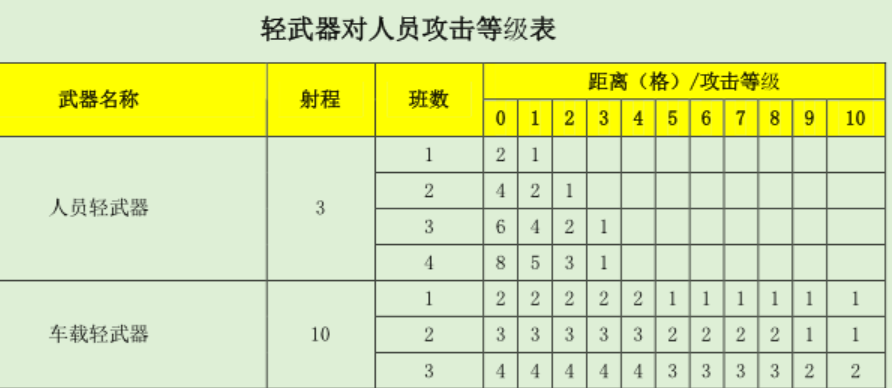 轻武器对人员攻击等级表
武器名称 射程 班数 距离（格）/攻击等级
0 1 2 3 4 5 6 7 8 9 10
人员轻武器 3
1 2 1
2 4 2 1
3 6 4 2 1
4 8 5 3 1
车载轻武器 10
1 2 2 2 2 2 1 1 1 1 1 1
2 3 3 3 3 3 2 2 2 2 1 1
3 4 4 4 4 4 3 3 3 3 2 2